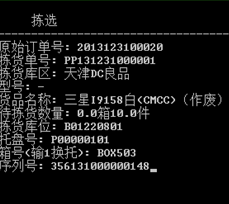 拣选
原始订单号: 2013123100020
拣货单号: PP131231000001
拣货库区: 天津DC良品
型号: -
货品名称: 三星I9158白<CMCC> (作废)
待拣货数量: 0.0箱10.0件
拣货库位: B01220801
托盘号: P00000101
箱号<输1换托): BOX503
序列号: 356131000000148